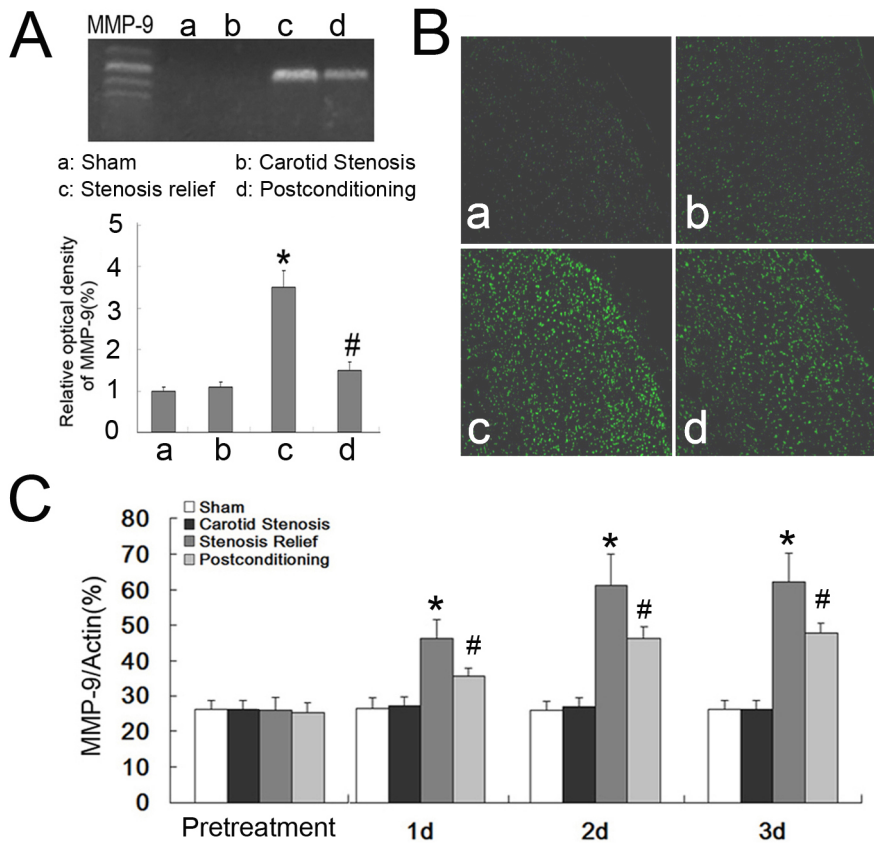 A
MMP-9 a b c d
a: Sham b: Carotid Stenosis
c: Stenosis relief d: Postconditioning
Relative optical density
of MMP-9(%)
5
4
3
2
1
0
*
#
a b c d
B
a b
c d
C
Sham
Carotid Stenosis
Stenosis Relief
Postconditioning
MMP-9/Actin(%)
80
70
60
50
40
30
20
10
0
* # * # * #
Pretreatment 1d 2d 3d